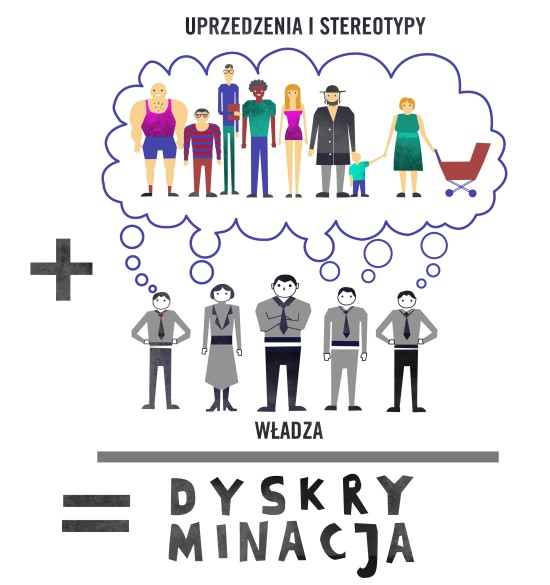 UPRZEDZENIA I STEREOTYPY
+
WŁADZA
=
DYSKRY
MINACJA